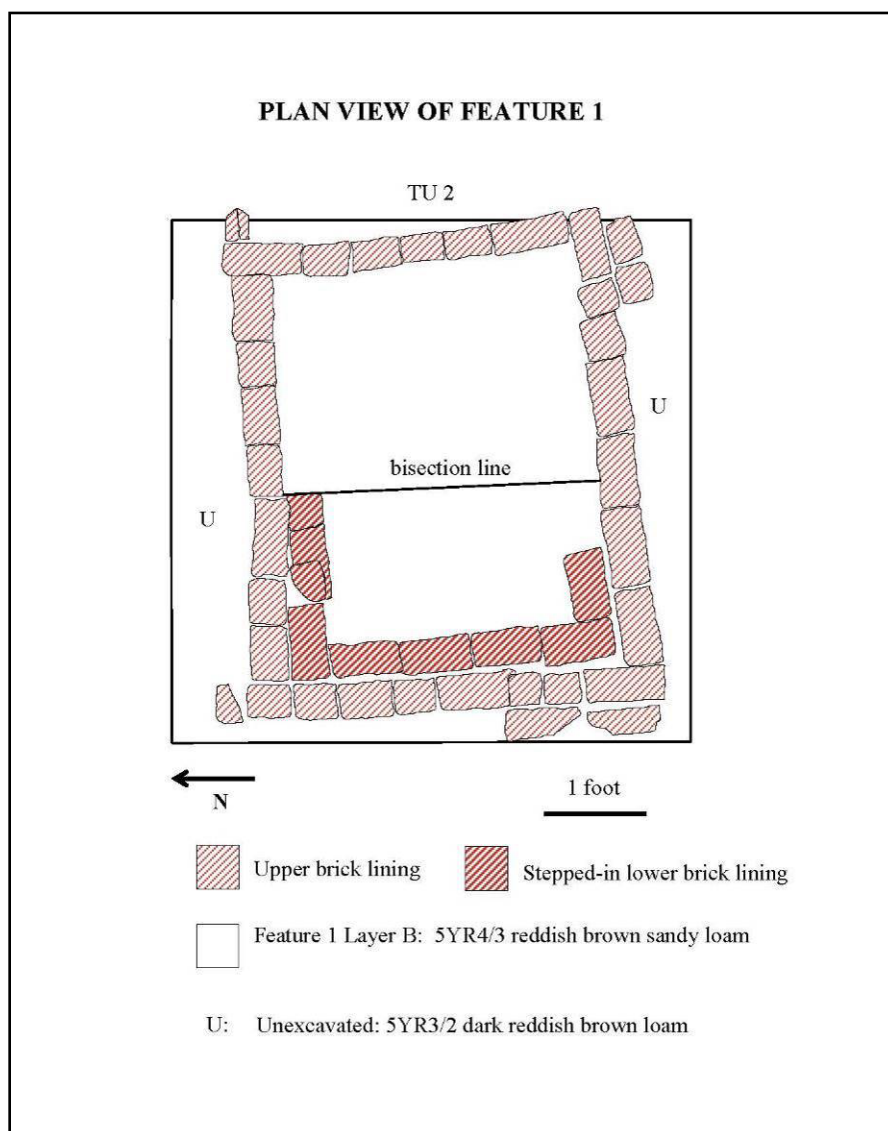 PLAN VIEW OF FEATURE 1
TU 2
U
bisection line
U
N
1 foot
Upper brick lining
Stepped-in lower brick lining
Feature 1 Layer B: 5YR4/3 reddish brown sandy loam
U: Unexcavated: 5YR3/2 dark reddish brown loam